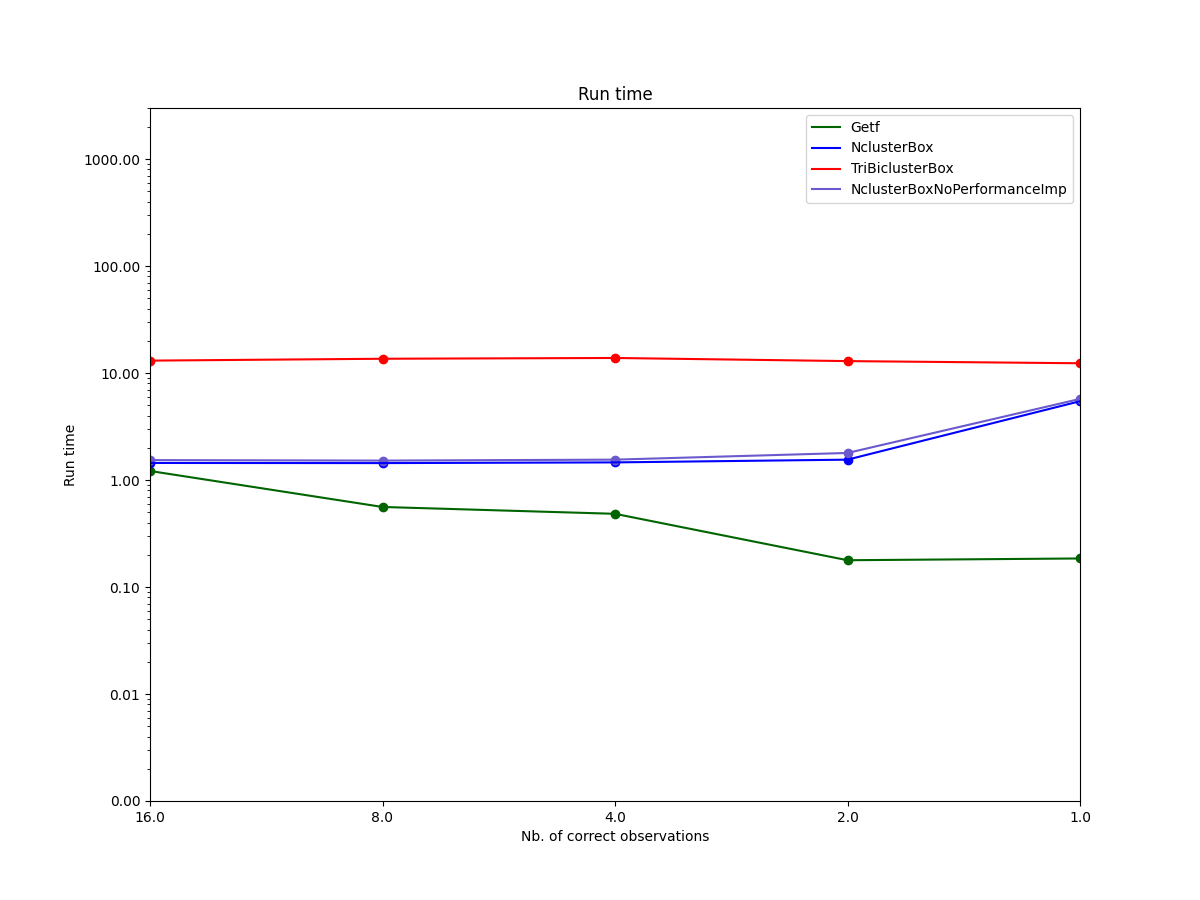 Run time
Getf
NclusterBox
TriBiclusterBox
NclusterBoxNoPerformanceImp
Run time
1000.00
100.00
10.00
1.00
0.10
0.01
0.00
16.0 8.0 4.0 2.0 1.0
Nb. of correct observations